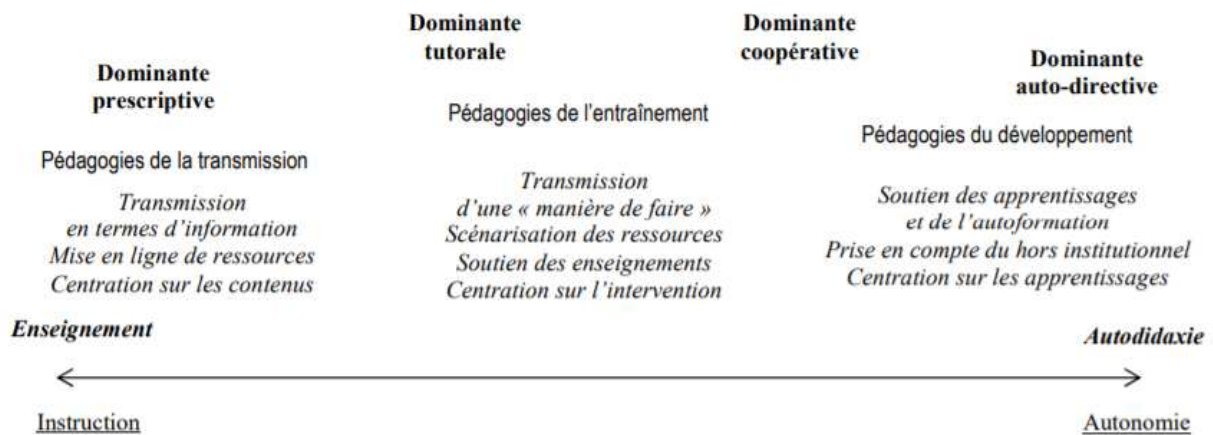 Dominante
tutorale
Dominante
coopérative
Dominante
prescriptive
Dominante
auto-directive
Pédagogies de la transmission
Pédagogies de l'entraînement
Pédagogies du développement
Transmission
en termes d'information
Mise en ligne de ressources
Centration sur les contenus
Transmission
d'une « manière de faire »
Scénarisation des ressources
Soutien des enseignements
Centration sur l'intervention
Soutien des apprentissages
et de l'autoformation
Prise en compte du hors institutionnel
Centration sur les apprentissages
Enseignement
Autodidaxie
Instruction
Autonomie